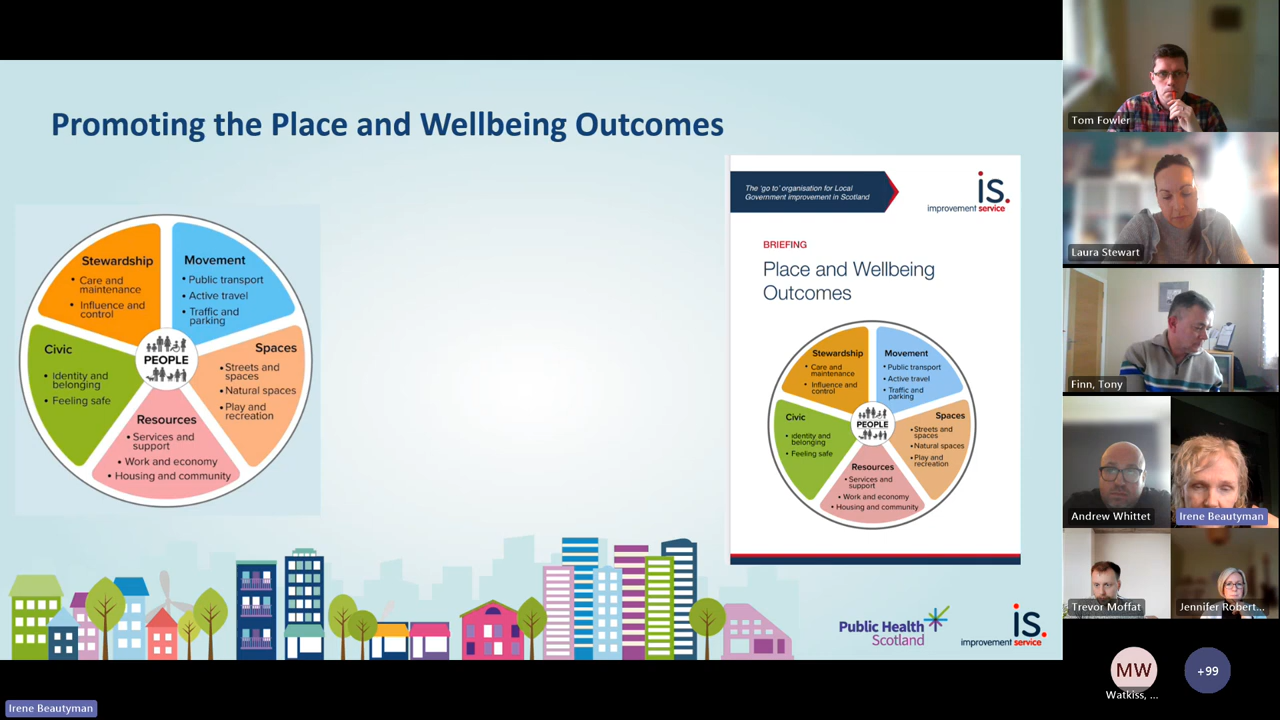 Promoting the Place and Wellbeing Outcomes
Stewardship
• Care and
maintenance
• Influence and
control
Movement
• Public transport
• Active travel
• Traffic and
parking
Civic
• Identity and
belonging
• Feeling safe
PEOPLE
Spaces
• Streets and
spaces
• Natural spaces
• Play and
recreation
Resources
• Services and
support
• Work and economy
• Housing and community
The 'go to' organisation for Local
Government improvement in Scotland
is.
improvement service
BRIEFING
Place and Wellbeing
Outcomes
Stewardship
• Care and
maintenance
• Influence and
control
Movement
• Public transport
• Active travel
• Traffic and
parking
Civic
• Identity and
belonging
• Feeling safe
PEOPLE
Spaces
• Streets and
spaces
• Natural spaces
• Play and
recreation
Resources
• Services and
support
• Work and economy
• Housing and community
Public Health
Scotland
is.
improvement service
Irene Beautyman
Tom Fowler
Laura Stewart
Finn, Tony
Andrew Whittet
Irene Beautyman
Trevor Moffat
Jennifer Robert...
MW
+99
Watkiss, ...